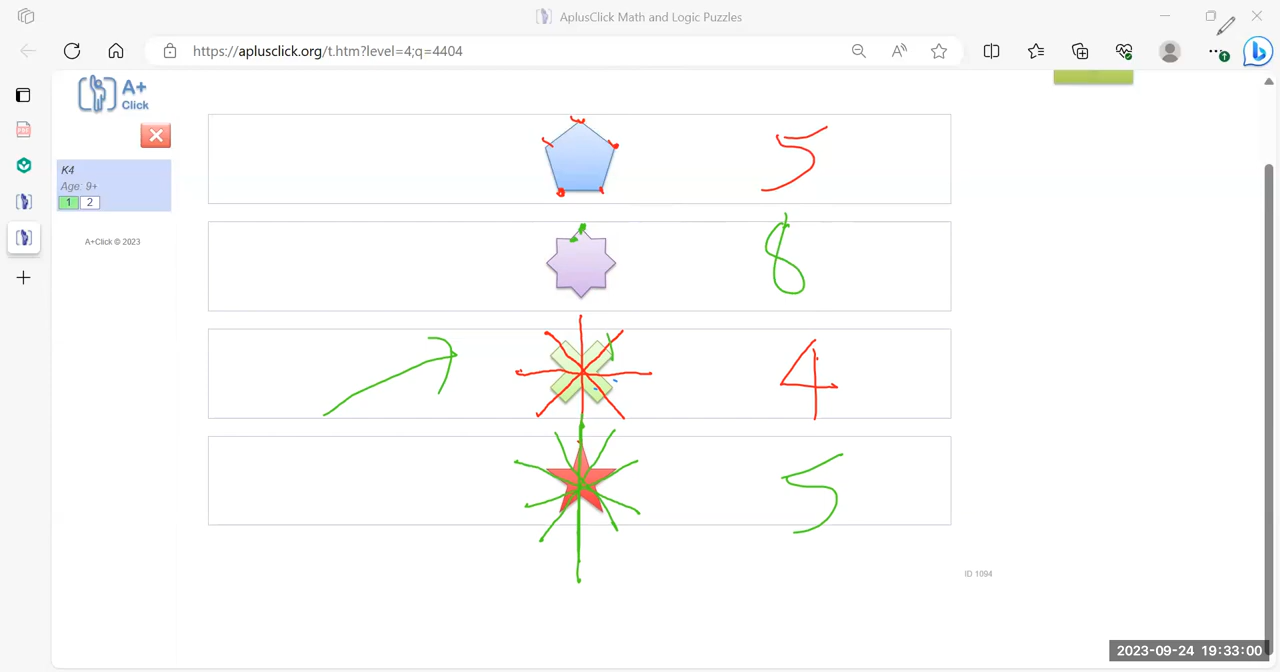 AplusClick Math and Logic Puzzles
https://aplusclick.org/t.htm?level=4;q=4404
A+
Click
K4
Age: 9+
1 2
A+Click © 2023
5
8
4
5
ID 1094
2023-09-24 19:33:00